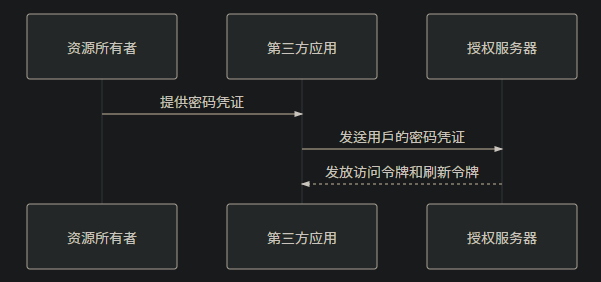 资源所有者
第三方应用
授权服务器
提供密码凭证
发送用戶的密码凭证
发放访问令牌和刷新令牌
资源所有者
第三方应用
授权服务器